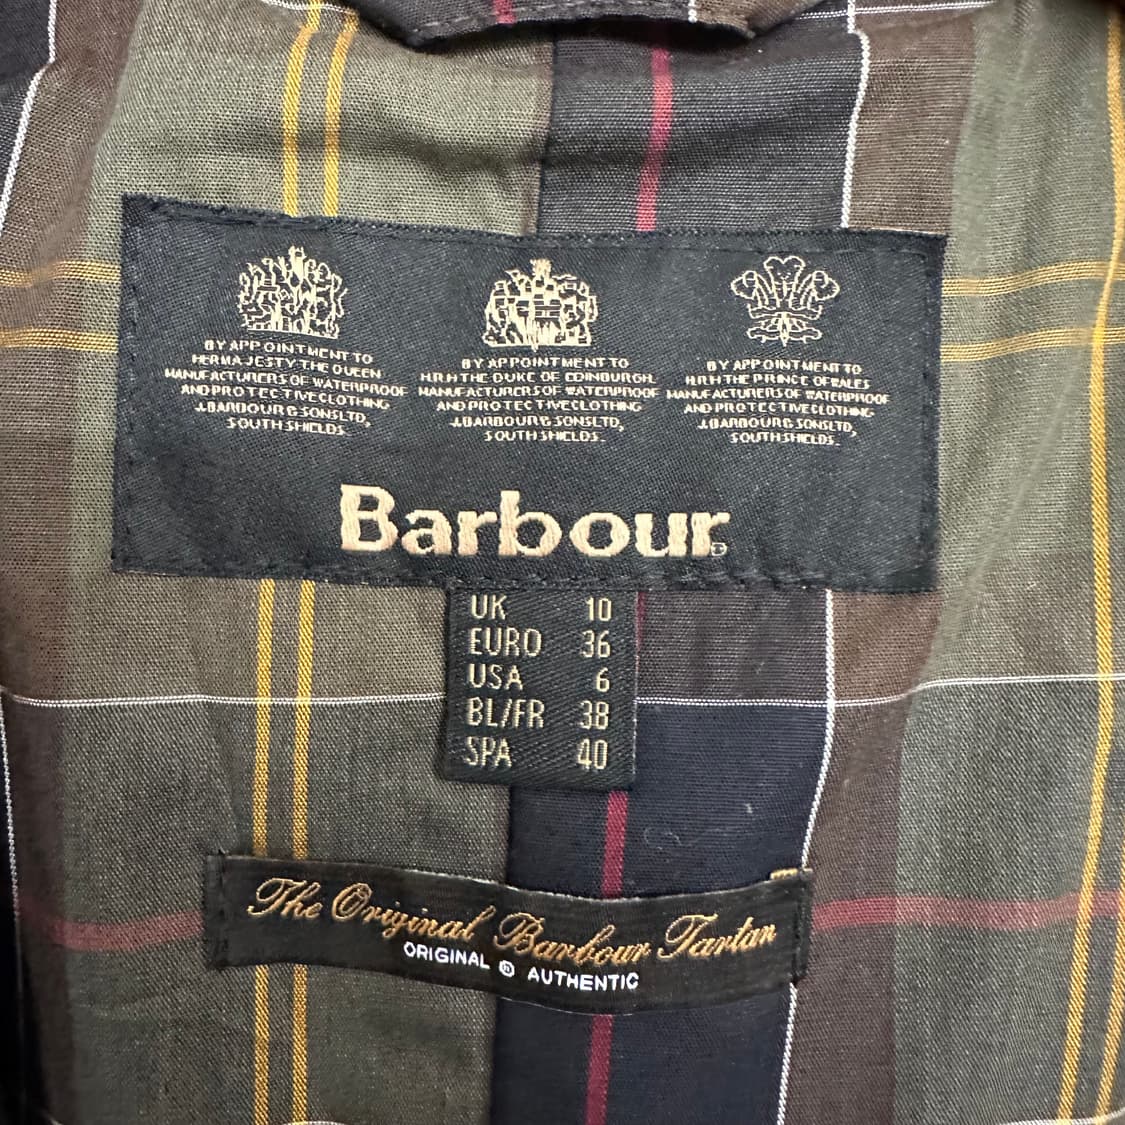 BY APPOINTMENT TO
HER MAJESTY THE QUEEN
MANUFACTURERS OF WATERPROOF
AND PROTECTIVE CLOTHING
J.BARBOUR & SONS LTD,
SOUTH SHIELDS.
BY APPOINTMENT TO
H.R.H THE DUKE OF EDINBURGH.
MANUFACTURERS OF WATERPROOF
AND PROTECTIVE CLOTHING
J.BARBOUR & SONS LTD,
SOUTH SHIELDS.
BY APPOINTMENT TO
H.R.H THE PRINCE OF WALES
MANUFACTURERS OF WATERPROOF
AND PROTECTIVE CLOTHING
J.BARBOUR & SONS LTD,
SOUTH SHIELDS.
Barbour®
UK 10
EURO 36
USA 6
BL/FR 38
SPA 40
The Original Barbour Tartan
ORIGINAL ® AUTHENTIC